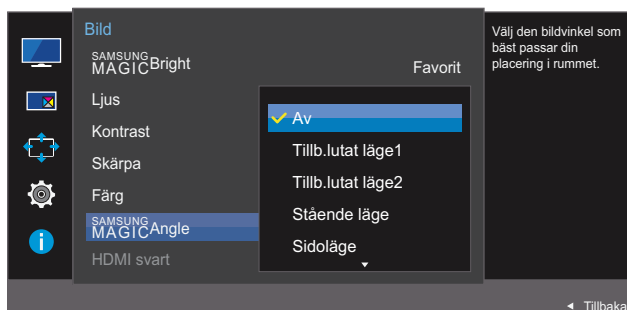 Bild
SAMSUNG MAGICBright Favorit
Ljus
Kontrast
Skärpa
Färg
SAMSUNG MAGICAngle
HDMI svart
Av
Tillb.lutat läge1
Tillb.lutat läge2
Stående läge
Sidoläge
Välj den bildvinkel som
bäst passar din
placering i rummet.
Tillbaka